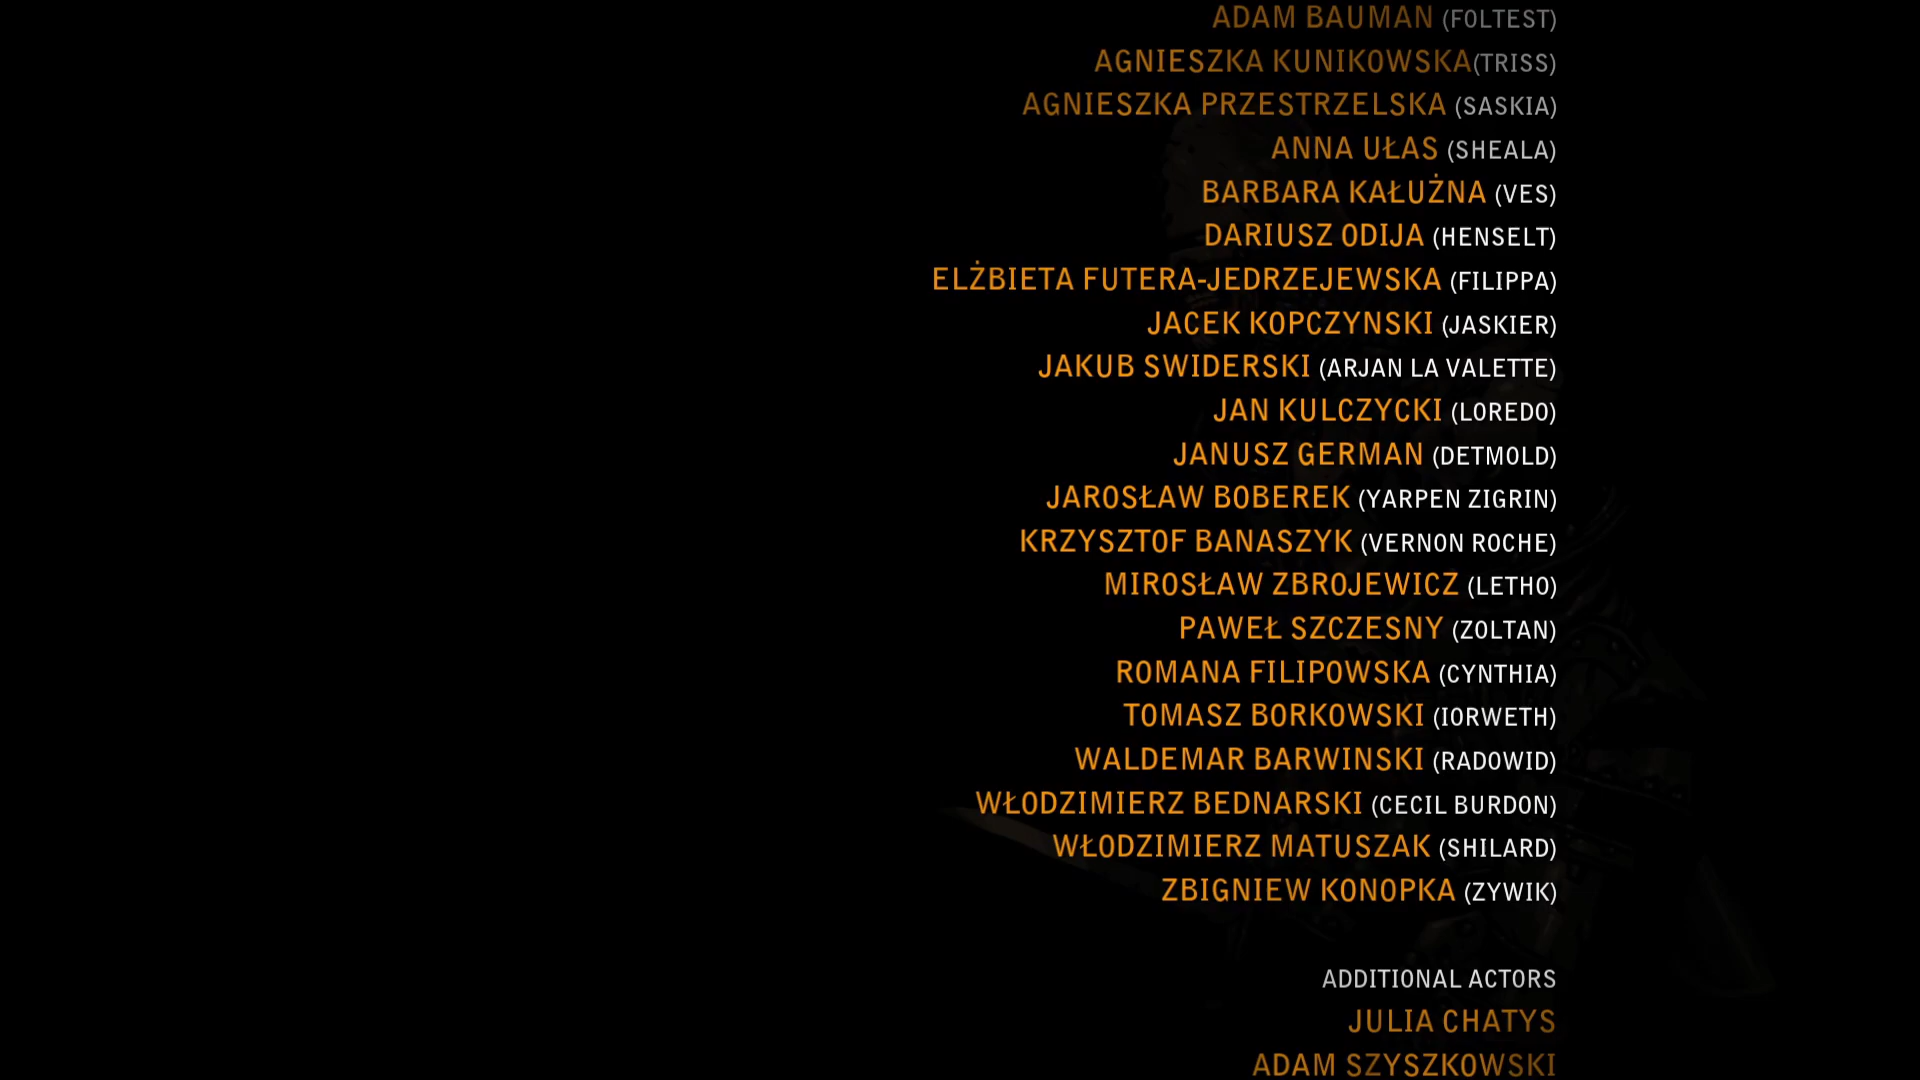 ADAM BAUMAN (FOLTEST)
AGNIESZKA KUNIKOWSKA(TRISS)
AGNIESZKA PRZESTRZELSKA (SASKIA)
ANNA UŁAS (SHEALA)
BARBARA KAŁUŻNA (VES)
DARIUSZ ODIJA (HENSELT)
ELŻBIETA FUTERA-JEDRZEJEWSKA (FILIPPA)
JACEK KOPCZYNSKI (JASKIER)
JAKUB SWIDERSKI (ARJAN LA VALETTE)
JAN KULCZYCKI (LOREDO)
JANUSZ GERMAN (DETMOLD)
JAROSŁAW BOBEREK (YARPEN ZIGRIN)
KRZYSZTOF BANASZYK (VERNON ROCHE)
MIROSŁAW ZBROJEWICZ (LETHO)
PAWEŁ SZCZESNY (ZOLTAN)
ROMANA FILIPOWSKA (CYNTHIA)
TOMASZ BORKOWSKI (IORWETH)
WALDEMAR BARWINSKI (RADOWID)
WŁODZIMIERZ BEDNARSKI (CECIL BURDON)
WŁODZIMIERZ MATUSZAK (SHILARD)
ZBIGNIEW KONOPKA (ZYWIK)
ADDITIONAL ACTORS
JULIA CHATYS
ADAM SZYSZKOWSKI